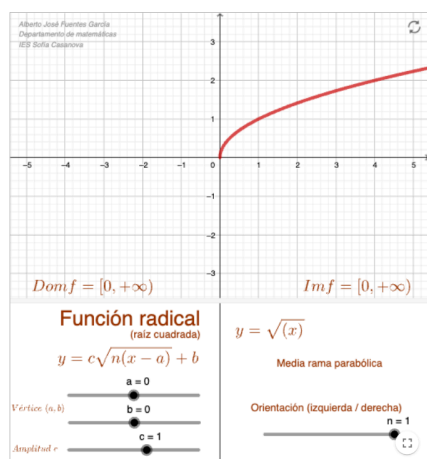 Alberto José Fuentes García
Departamento de matemáticas
IES Sofía Casanova
3
2
1
-5 -4 -3 -2 -1 0 1 2 3 4 5
-1
-2
-3
Dom f = [0, +∞)
Im f = [0, +∞)
Función radical
(raíz cuadrada)
y = c√n(x − a) + b
a = 0
Vértice (a, b)
b = 0
c = 1
Amplitud c
y = √(x)
Media rama parabólica
Orientación (izquierda / derecha)
n = 1